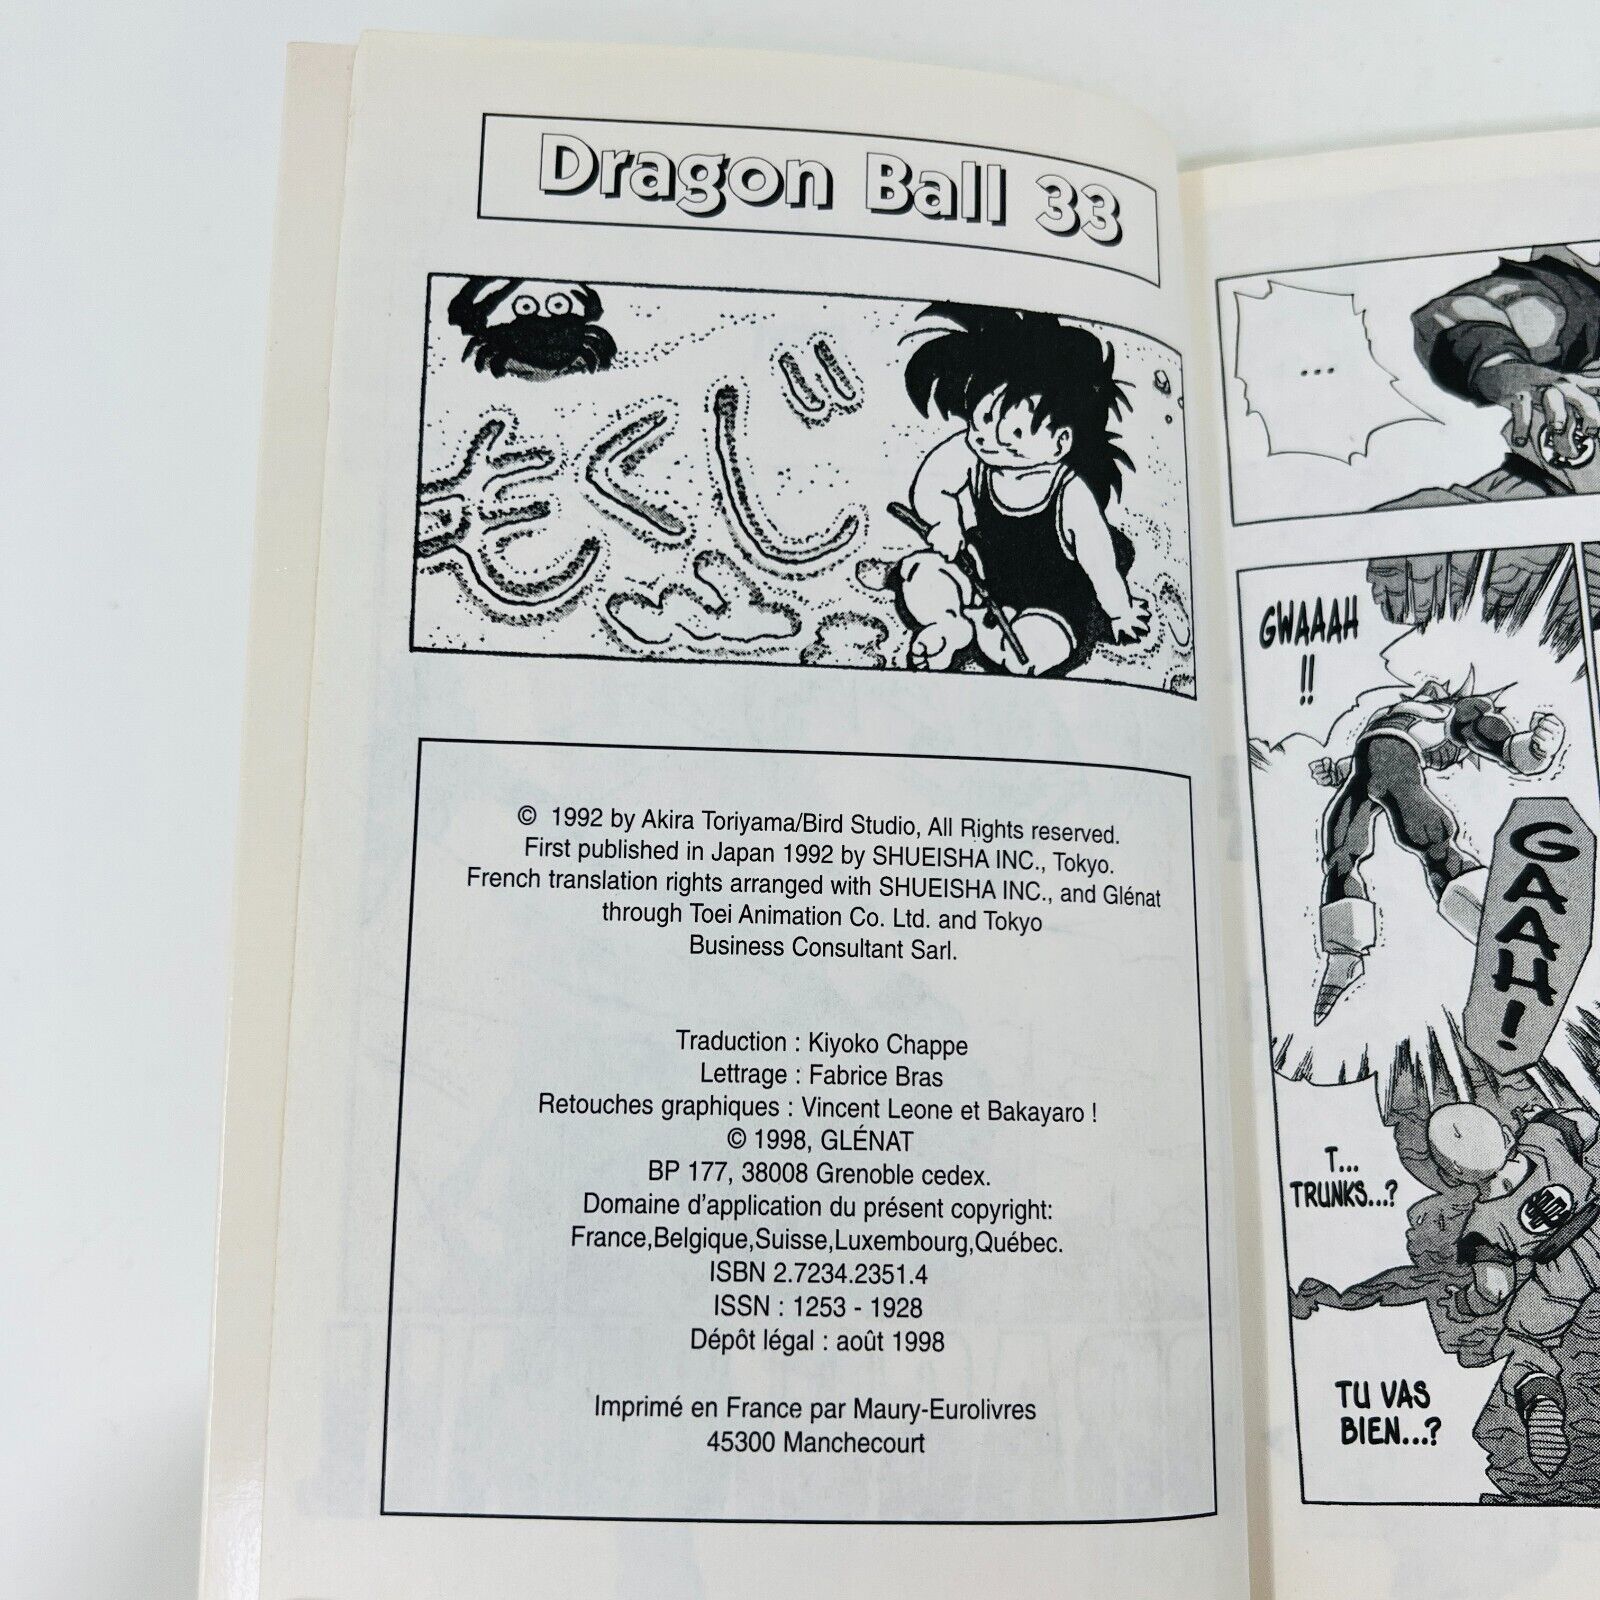 Dragon Ball 33
もくじ
© 1992 by Akira Toriyama/Bird Studio, All Rights reserved.
First published in Japan 1992 by SHUEISHA INC., Tokyo.
French translation rights arranged with SHUEISHA INC., and Glénat
through Toei Animation Co. Ltd. and Tokyo
Business Consultant Sarl.
Traduction : Kiyoko Chappe
Lettrage : Fabrice Bras
Retouches graphiques : Vincent Leone et Bakayaro !
© 1998, GLÉNAT
BP 177, 38008 Grenoble cedex.
Domaine d'application du présent copyright:
France,Belgique,Suisse,Luxembourg,Québec.
ISBN 2.7234.2351.4
ISSN : 1253 - 1928
Dépôt légal : août 1998
Imprimé en France par Maury-Eurolivres
45300 Manchecourt
...
GWAAAH
!!
GAAH!
T...
TRUNKS...?
TU VAS
BIEN...?